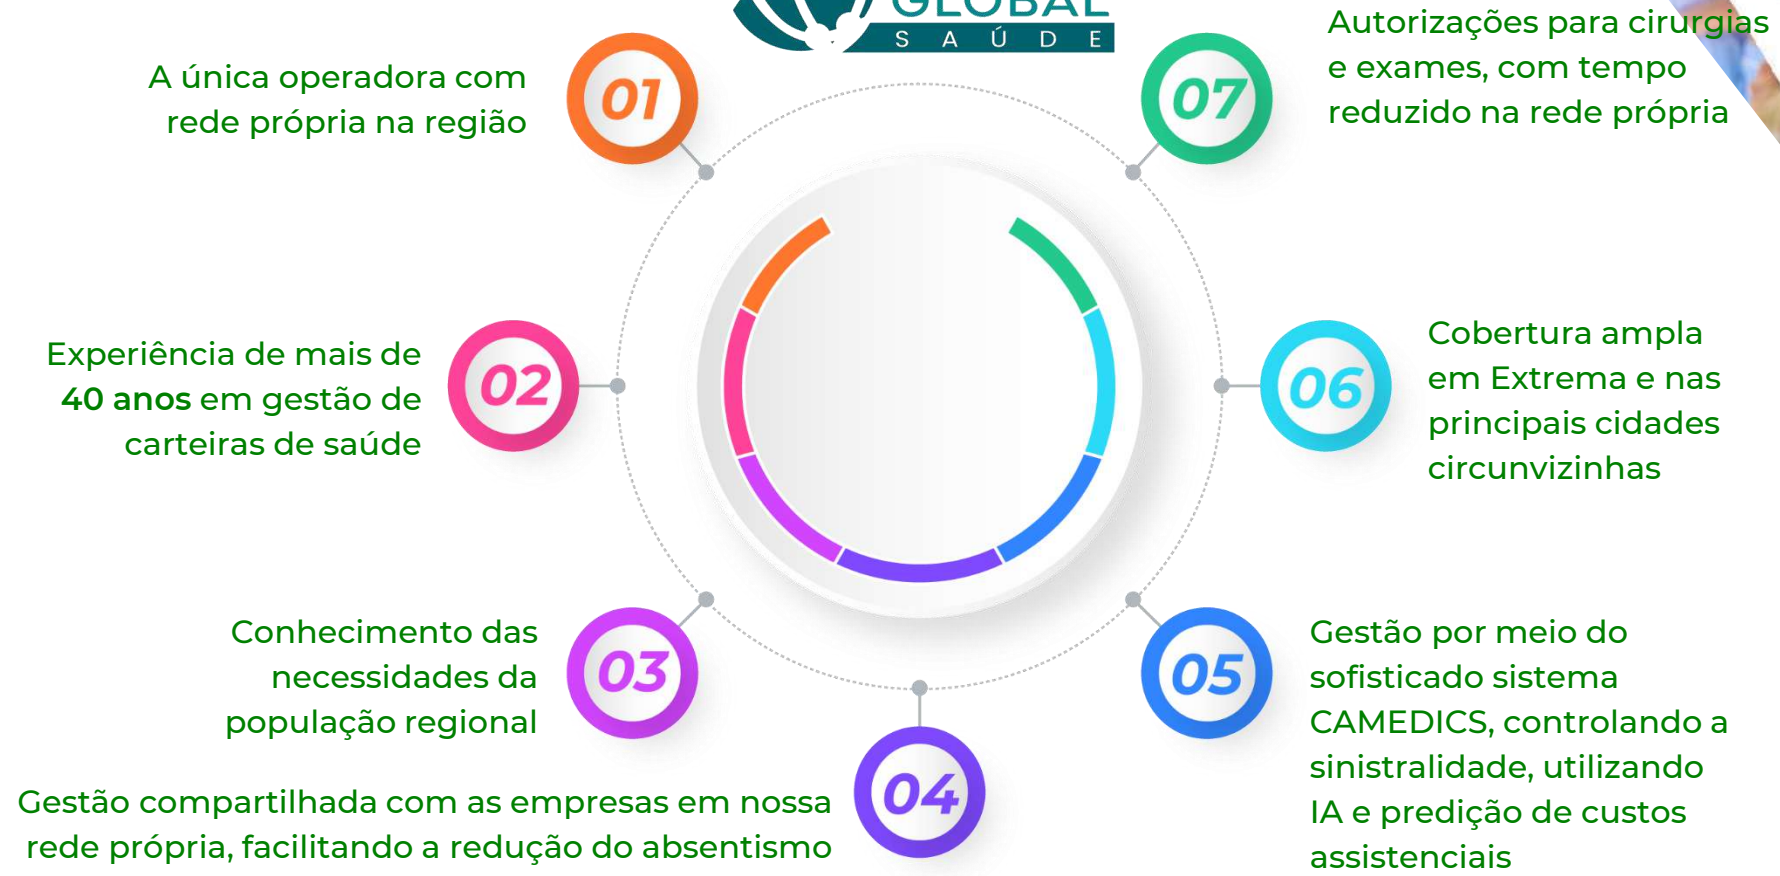 GLOBAL
SAÚDE
01
A única operadora com
rede própria na região
02
Experiência de mais de
40 anos em gestão de
carteiras de saúde
03
Conhecimento das
necessidades da
população regional
04
Gestão compartilhada com as empresas em nossa
rede própria, facilitando a redução do absentismo
05
Gestão por meio do
sofisticado sistema
CAMEDICS, controlando a
sinistralidade, utilizando
IA e predição de custos
assistenciais
06
Cobertura ampla
em Extrema e nas
principais cidades
circunvizinhas
07
Autorizações para cirurgias
e exames, com tempo
reduzido na rede própria